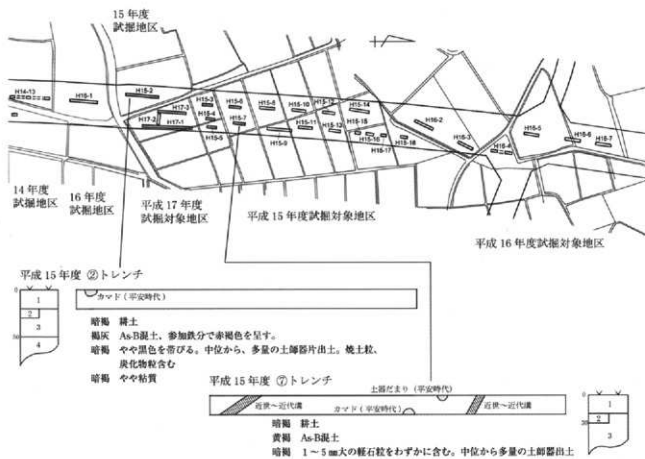 15年度
試掘地区
H14-13
H16-1
H15-2
H17-3
H15-3
H15-6
H15-8
H15-10
H15-12
H15-14
H17-2
H17-1
H15-4
H15-7
H15-5
H15-9
H15-11
H15-13
H15-15
H15-16
H15-17
H15-18
H16-2
H16-3
H16-4
H16-5
H16-6
H16-7
14年度
試掘地区
16年度
試掘地区
平成17年度
試掘対象地区
平成15年度試掘対象地区
平成16年度試掘対象地区
平成15年度 ②トレンチ
0
1
2
3
50
4
カマド(平安時代)
暗褐 耕土
褐灰 As-B混土、参加鉄分で赤褐色を呈す。
暗褐 やや黒色を帯びる。中位から、多量の土師器片出土。焼土粒、
炭化物粒含む
暗褐 やや粘質
平成15年度 ⑦トレンチ
土器だまり(平安時代)
近世〜近代溝
カマド(平安時代)
近世〜近代溝
0
1
2
3
暗褐 耕土
黄褐 As-B混土
暗褐 1〜5㎜大の軽石粒をわずかに含む。中位から多量の土師器出土